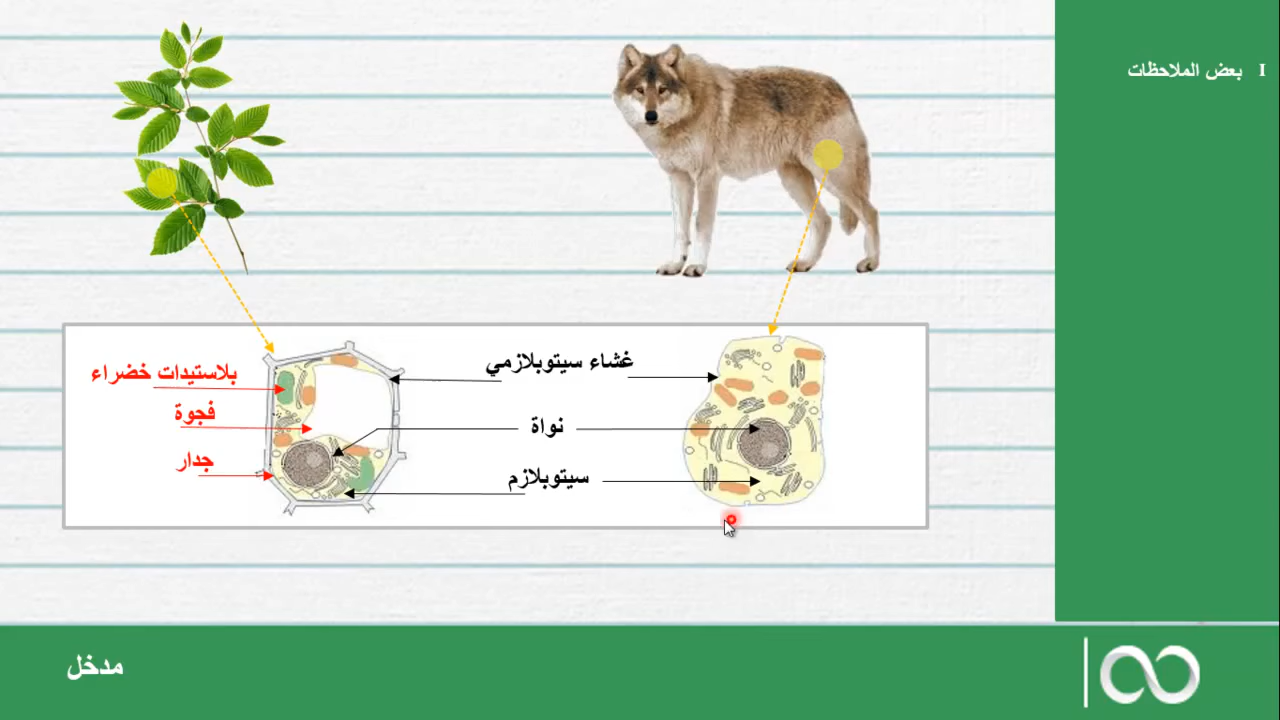 I بعض الملاحظات
غشاء سيتوبلازمي
نواة
سيتوبلازم
بلاستيدات خضراء
فجوة
جدار
مدخل